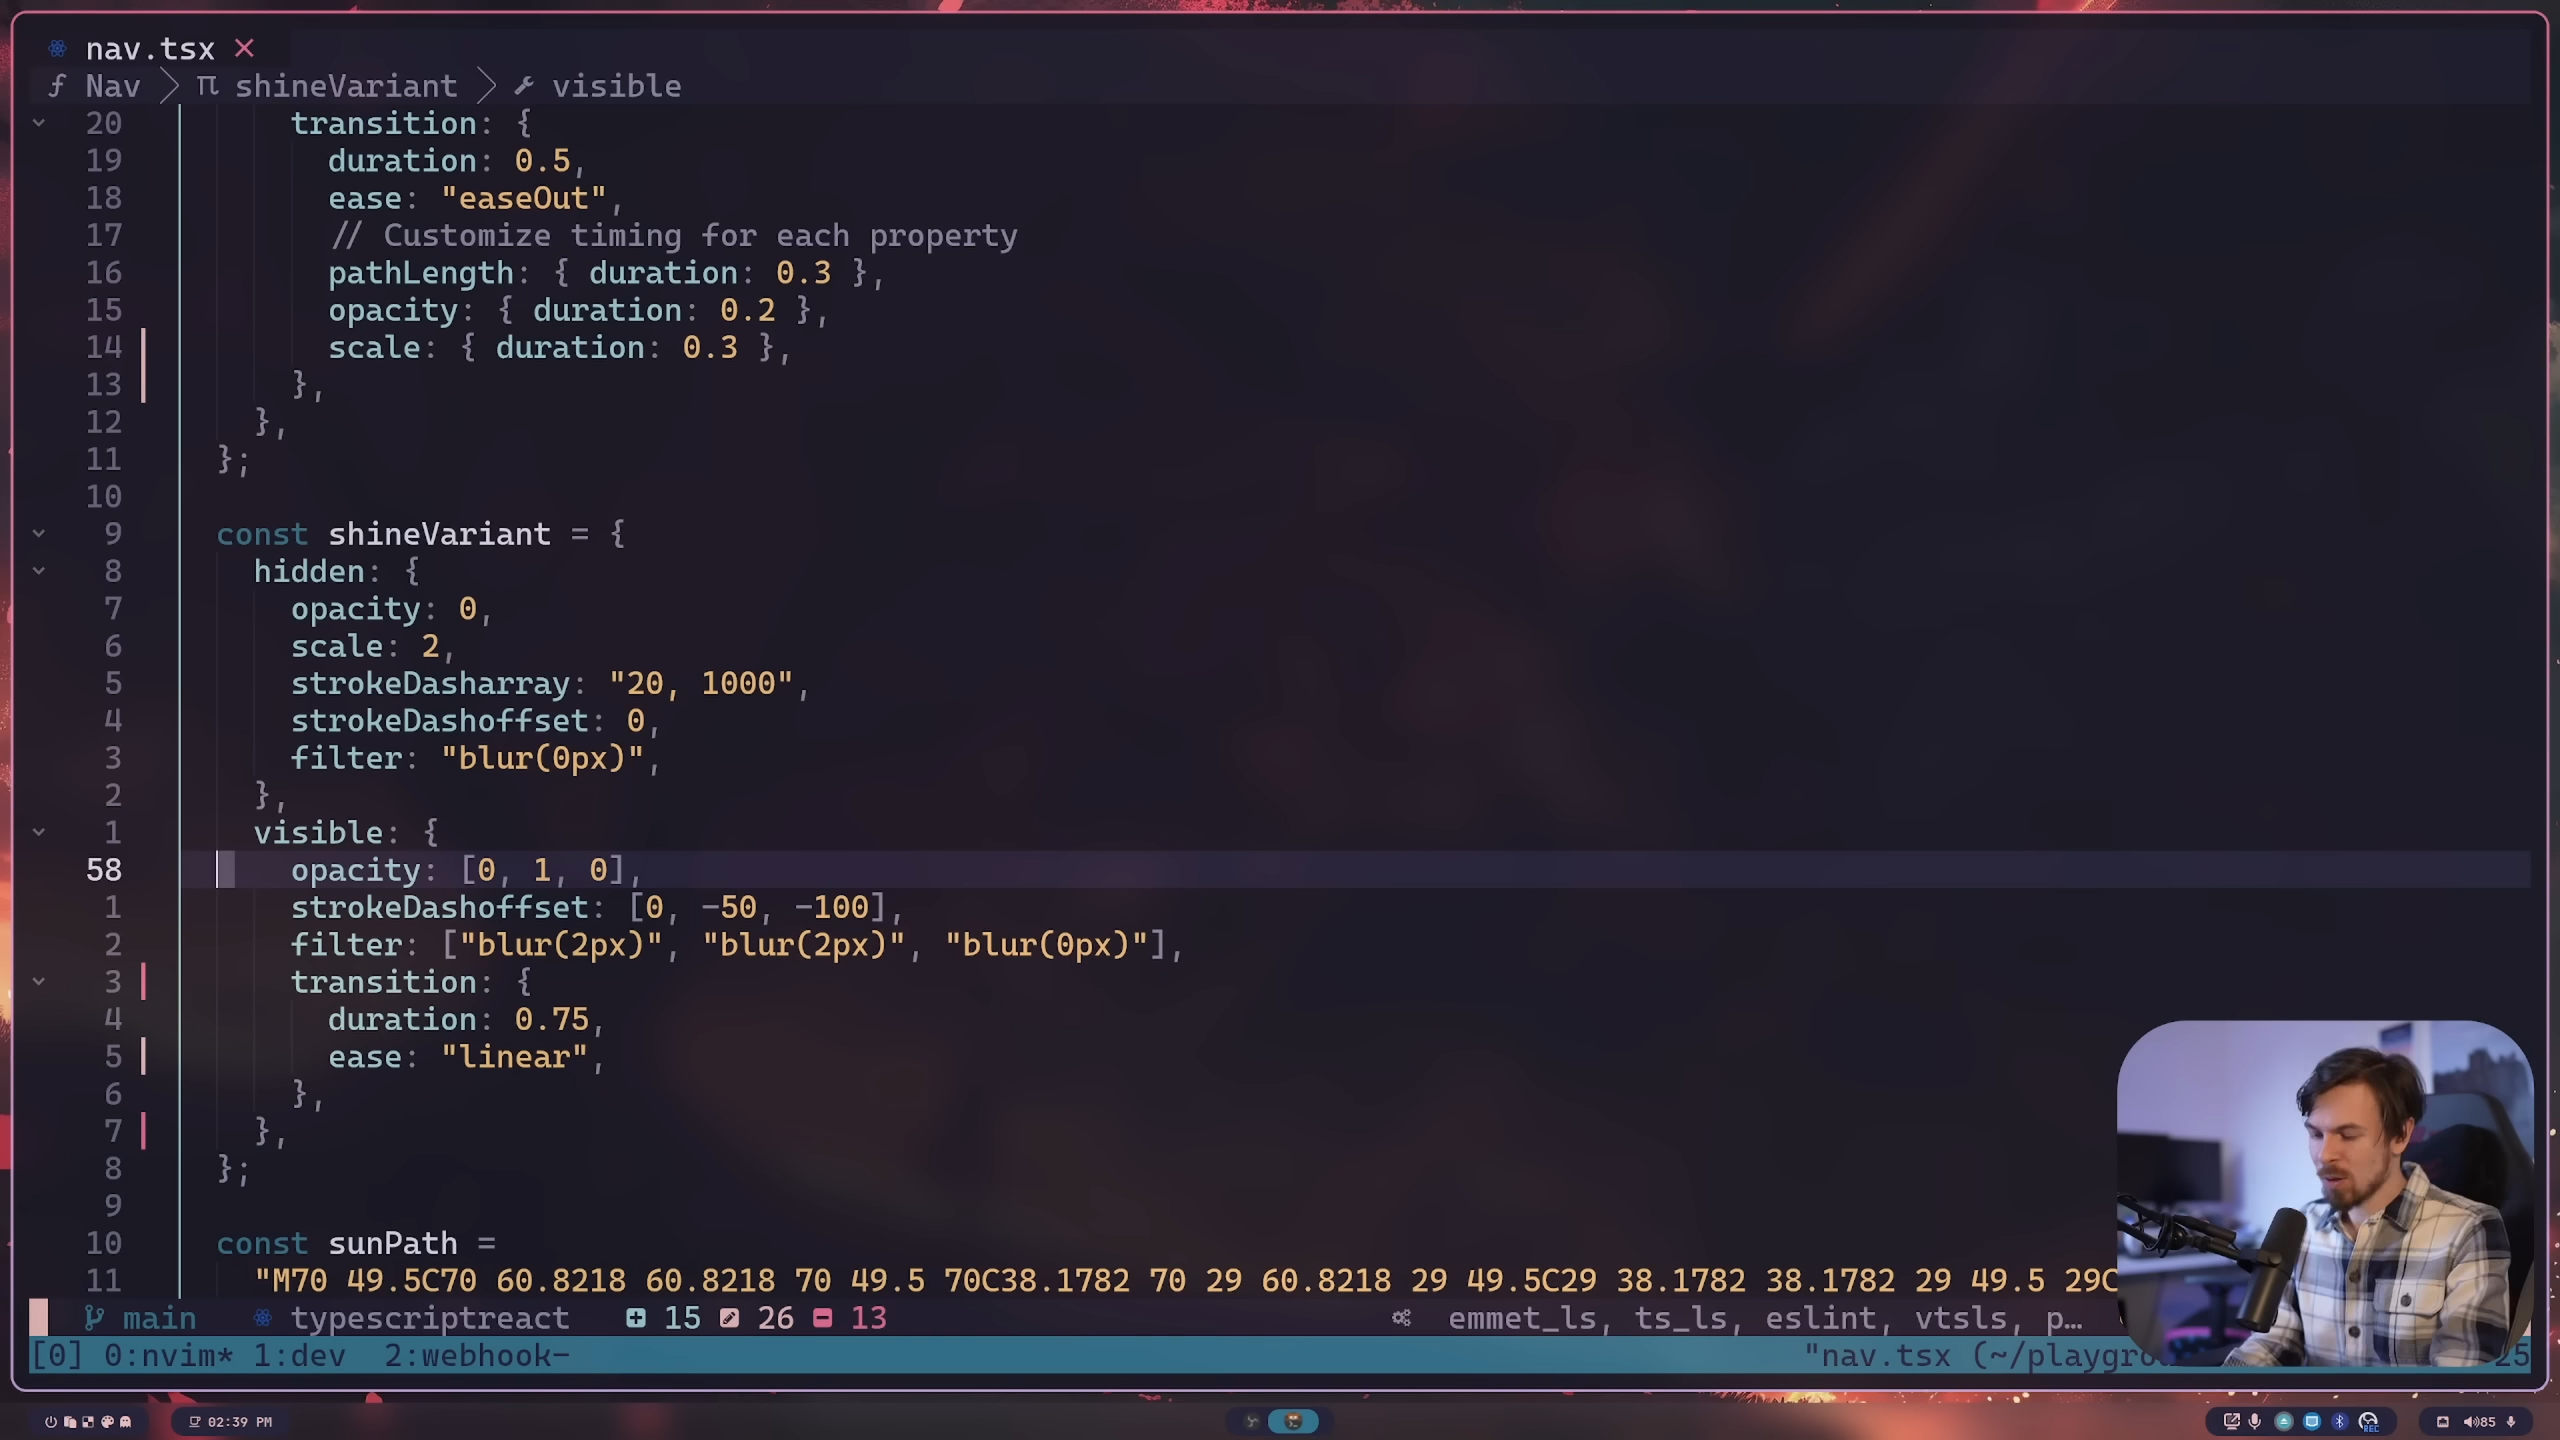 nav.tsx
Nav shineVariant visible
20 transition: {
19 duration: 0.5,
18 ease: "easeOut",
17 // Customize timing for each property
16 pathLength: { duration: 0.3 },
15 opacity: { duration: 0.2 },
14 scale: { duration: 0.3 },
13 },
12 },
11 };
10
9 const shineVariant = {
8 hidden: {
7 opacity: 0,
6 scale: 2,
5 strokeDasharray: "20, 1000",
4 strokeDashoffset: 0,
3 filter: "blur(0px)",
2 },
1 visible: {
58 opacity: [0, 1, 0],
1 strokeDashoffset: [0, -50, -100],
2 filter: ["blur(2px)", "blur(2px)", "blur(0px)"],
3 transition: {
4 duration: 0.75,
5 ease: "linear",
6 },
7 },
8 };
9
10 const sunPath =
11 "M70 49.5C70 60.8218 60.8218 70 49.5 70C38.1782 70 29 60.8218 29 49.5C29 38.1782 38.1782 29 49.5 29C
main typescriptreact 15 26 13 emmet_ls, ts_ls, eslint, vtsls, p…
[0] 0:nvim* 1:dev 2:webhook- "nav.tsx (~/playgro 25
02:39 PM REC 85